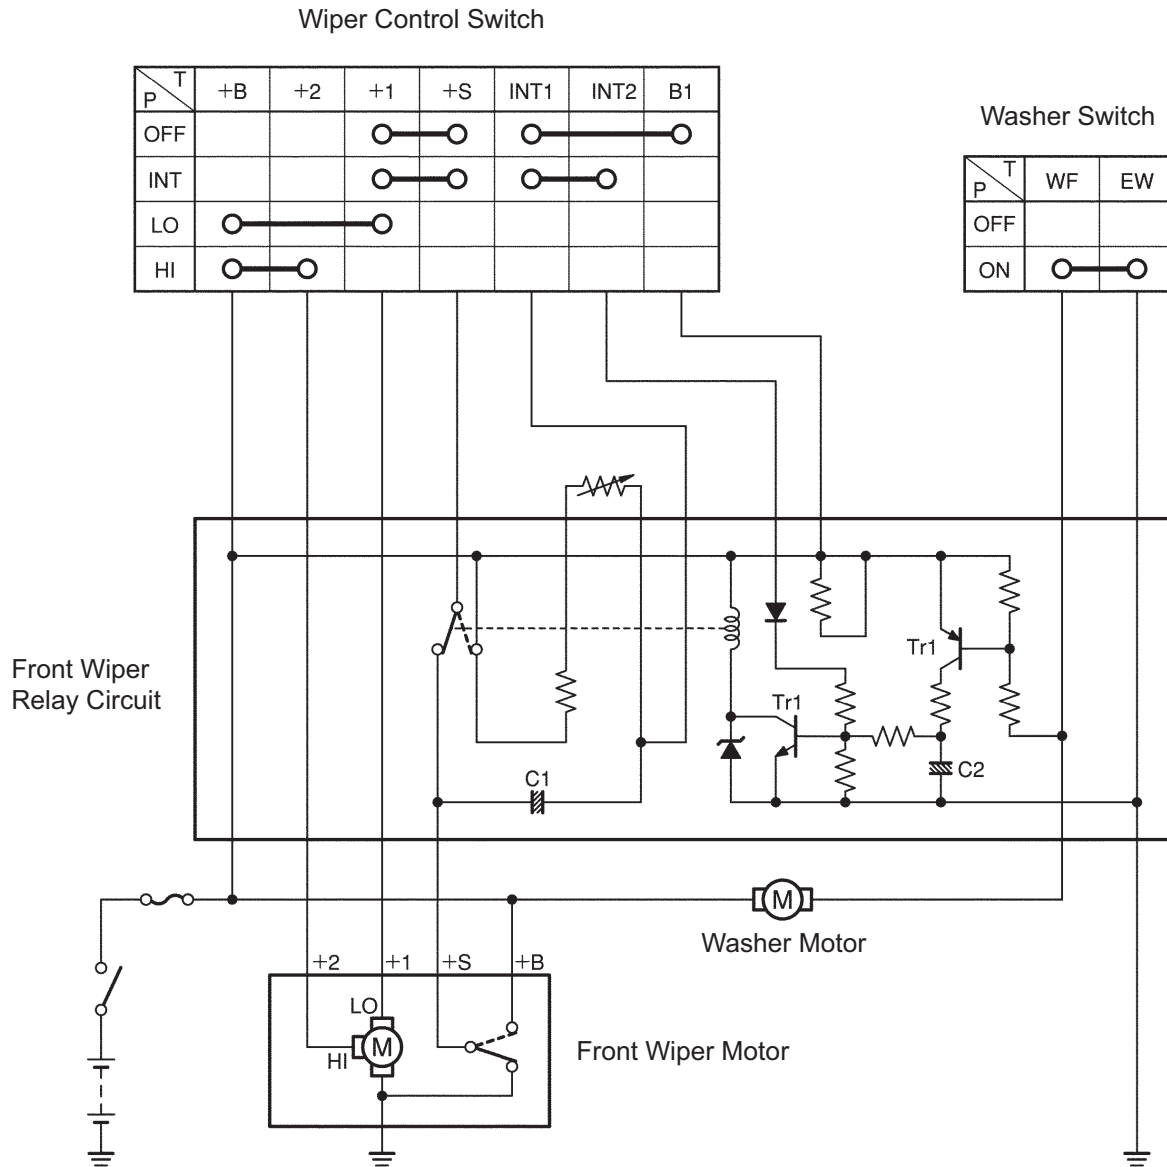 Wiper Control Switch
T
P
+B +2 +1 +S INT1 INT2 B1
OFF
INT
LO
HI
Washer Switch
T
P
WF EW
OFF
ON
Front Wiper
Relay Circuit
Tr1
Tr1
C1
C2
M
Washer Motor
+2 +1 +S +B
LO
HI
M
Front Wiper Motor